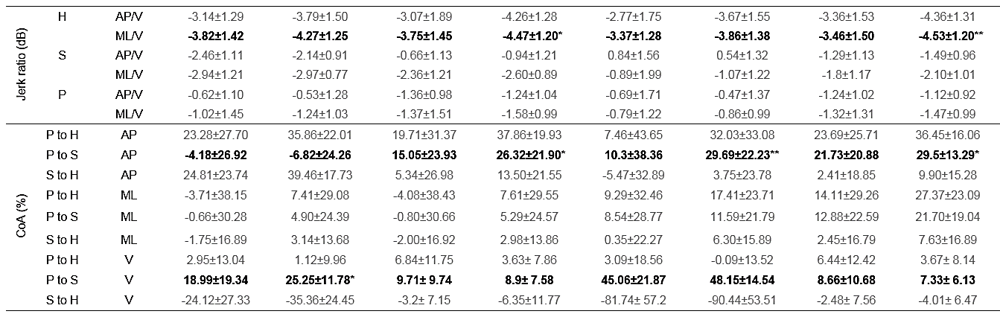 Jerk ratio (dB)
H AP/V -3.14±1.29 -3.79±1.50 -3.07±1.89 -4.26±1.28 -2.77±1.75 -3.67±1.55 -3.36±1.53 -4.36±1.31
ML/V -3.82±1.42 -4.27±1.25 -3.75±1.45 -4.47±1.20* -3.37±1.28 -3.86±1.38 -3.46±1.50 -4.53±1.20**
S AP/V -2.46±1.11 -2.14±0.91 -0.66±1.13 -0.94±1.21 0.84±1.56 0.54±1.32 -1.29±1.13 -1.49±0.96
ML/V -2.94±1.21 -2.97±0.77 -2.36±1.21 -2.60±0.89 -0.89±1.99 -1.07±1.22 -1.8±1.17 -2.10±1.01
P AP/V -0.62±1.10 -0.53±1.28 -1.36±0.98 -1.24±1.04 -0.69±1.71 -0.47±1.37 -1.24±1.02 -1.12±0.92
ML/V -1.02±1.45 -1.24±1.03 -1.37±1.51 -1.58±0.99 -0.79±1.22 -0.86±0.99 -1.32±1.31 -1.47±0.99
CoA (%)
P to H AP 23.28±27.70 35.86±22.01 19.71±31.37 37.86±19.93 7.46±43.65 32.03±33.08 23.69±25.71 36.45±16.06
P to S AP -4.18±26.92 -6.82±24.26 15.05±23.93 26.32±21.90* 10.3±38.36 29.69±22.23** 21.73±20.88 29.5±13.29*
S to H AP 24.81±23.74 39.46±17.73 5.34±26.98 13.50±21.55 -5.47±32.89 3.75±23.78 2.41±18.85 9.90±15.28
P to H ML -3.71±38.15 7.41±29.08 -4.08±38.43 7.61±29.55 9.29±32.46 17.41±23.71 14.11±29.26 27.37±23.09
P to S ML -0.66±30.28 4.90±24.39 -0.80±30.66 5.29±24.57 8.54±28.77 11.59±21.79 12.88±22.59 21.70±19.04
S to H ML -1.75±16.89 3.14±13.68 -2.00±16.92 2.98±13.86 0.35±22.27 6.30±15.89 2.45±16.79 7.63±16.89
P to H V 2.95±13.04 1.12±9.96 6.84±11.75 3.63± 7.86 3.09±18.56 -0.09±13.52 6.44±12.42 3.67± 8.14
P to S V 18.99±19.34 25.25±11.78* 9.71± 9.74 8.9± 7.58 45.06±21.87 48.15±14.54 8.66±10.68 7.33± 6.13
S to H V -24.12±27.33 -35.36±24.45 -3.2± 7.15 -6.35±11.77 -81.74± 57.2 -90.44±53.51 -2.48± 7.56 -4.01± 6.47